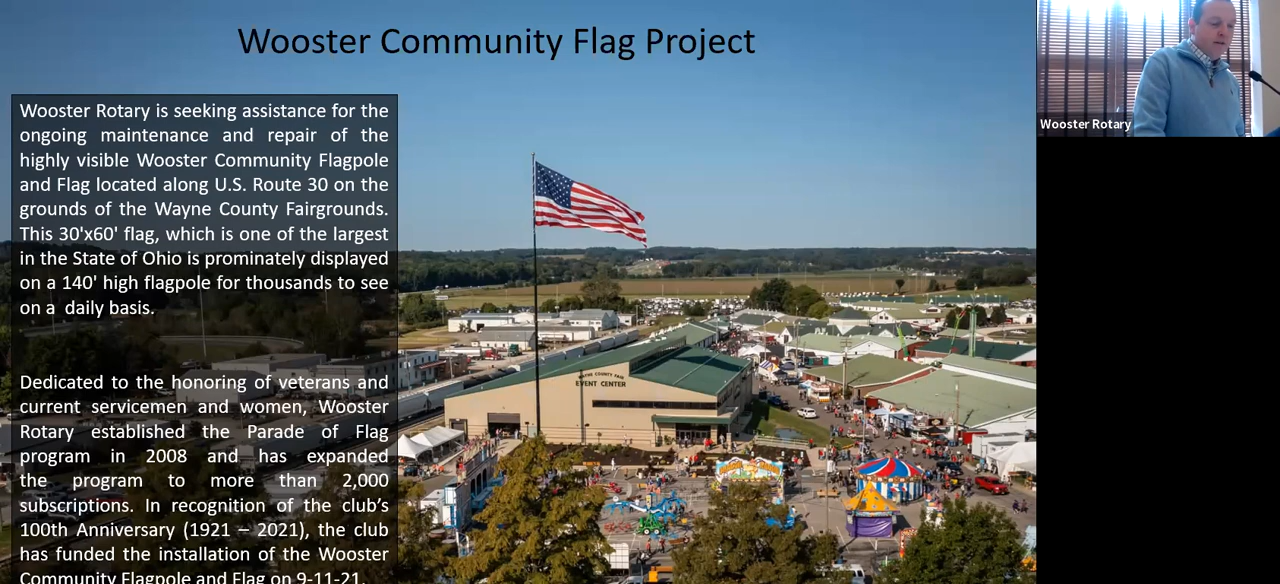 Wooster Community Flag Project
Wooster Rotary is seeking assistance for the
ongoing maintenance and repair of the
highly visible Wooster Community Flagpole
and Flag located along U.S. Route 30 on the
grounds of the Wayne County Fairgrounds.
This 30'x60' flag, which is one of the largest
in the State of Ohio is prominately displayed
on a 140' high flagpole for thousands to see
on a daily basis.
Dedicated to the honoring of veterans and
current servicemen and women, Wooster
Rotary established the Parade of Flag
program in 2008 and has expanded
the program to more than 2,000
subscriptions. In recognition of the club's
100th Anniversary (1921 – 2021), the club
has funded the installation of the Wooster
Community Flagpole and Flag on 9-11-21.
WAYNE COUNTY FAIR
EVENT CENTER
Wooster Rotary